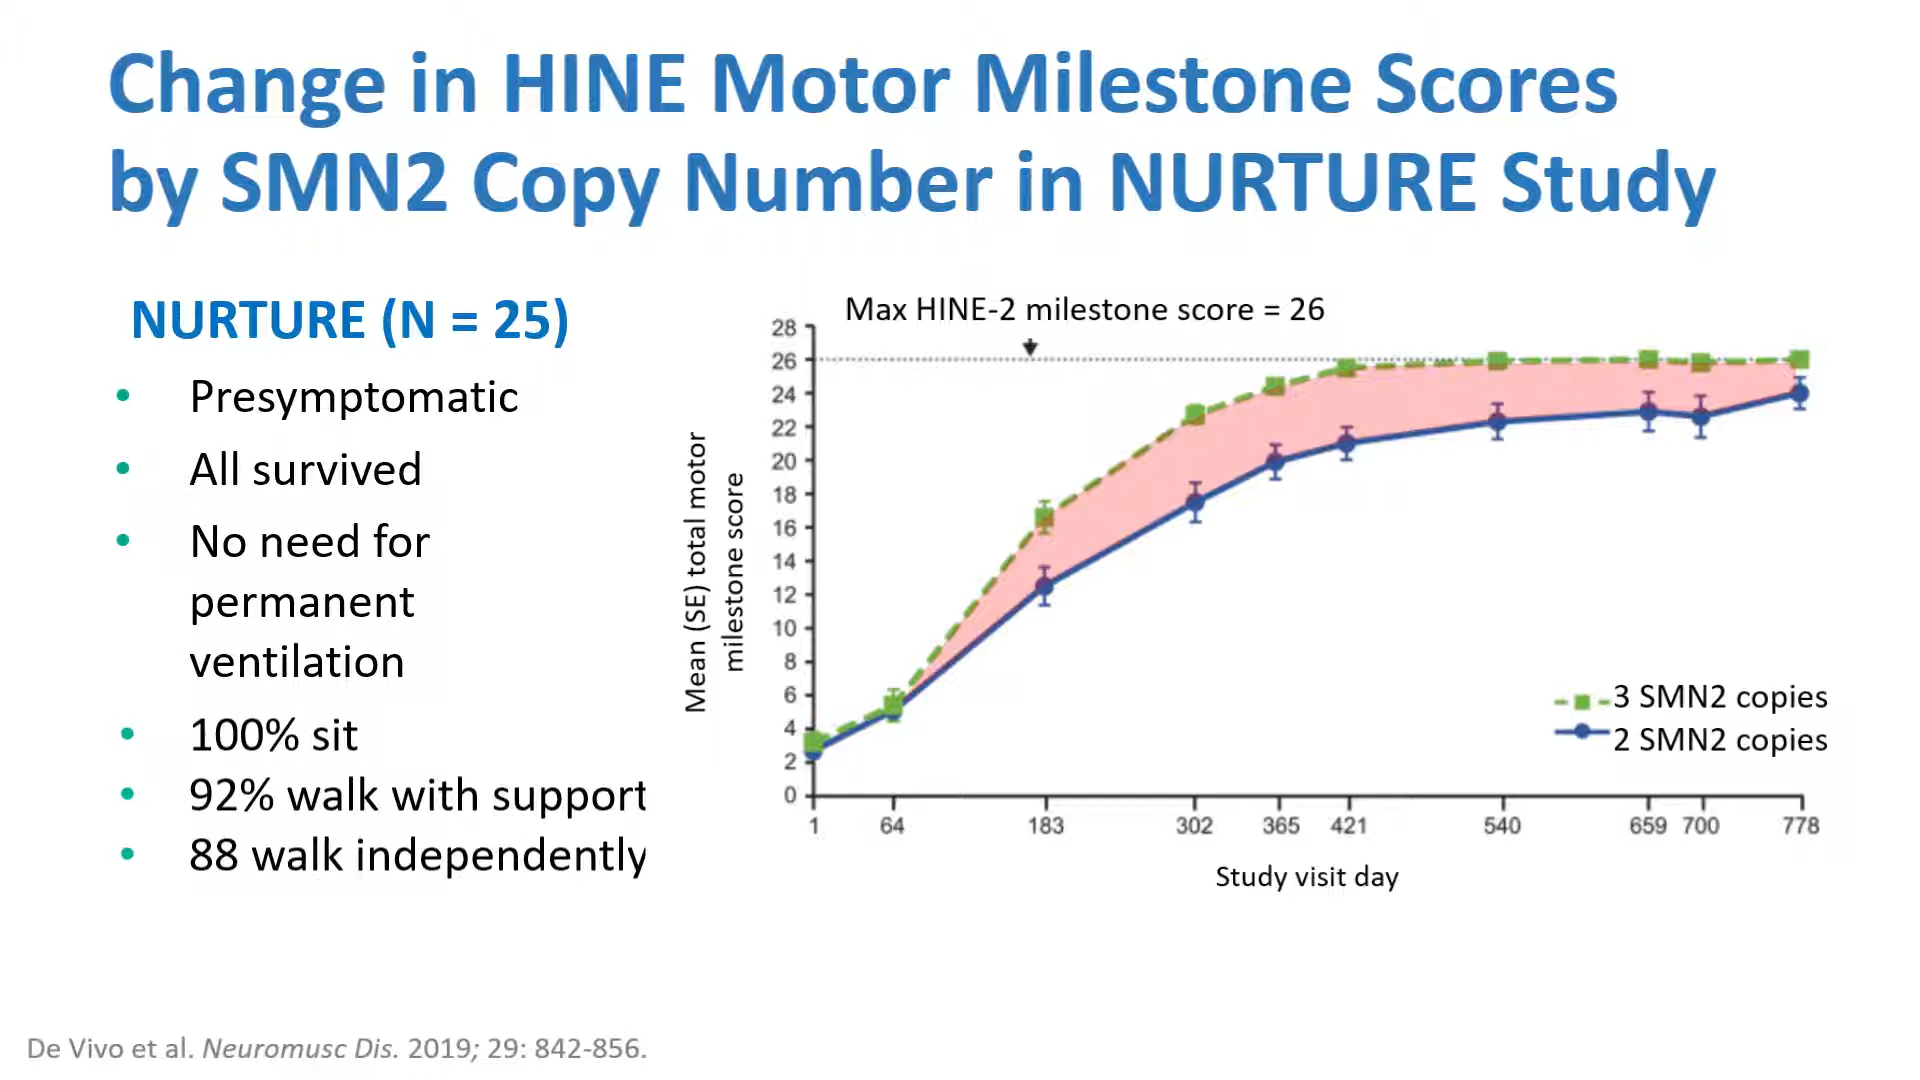 Change in HINE Motor Milestone Scores
by SMN2 Copy Number in NURTURE Study
NURTURE (N = 25)
• Presymptomatic
• All survived
• No need for
permanent
ventilation
• 100% sit
• 92% walk with support
• 88 walk independently
Max HINE-2 milestone score = 26
Mean (SE) total motor
milestone score
28
26
24
22
20
18
16
14
12
10
8
6
4
2
0
3 SMN2 copies
2 SMN2 copies
1 64 183 302 365 421 540 659 700 778
Study visit day
De Vivo et al. Neuromusc Dis. 2019; 29: 842-856.